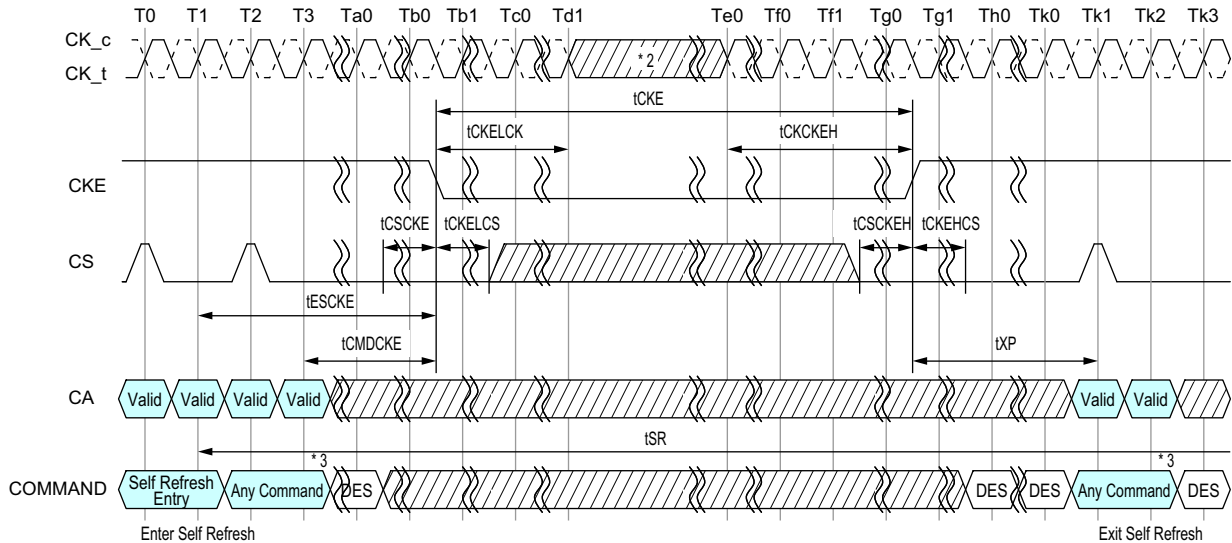 T0 T1 T2 T3 Ta0 Tb0 Tb1 Tc0 Td1 Te0 Tf0 Tf1 Tg0 Tg1 Th0 Tk0 Tk1 Tk2 Tk3
CK_c
CK_t
* 2
tCKE
tCKELCK tCKCKEH
CKE
tCSCKE tCKELCS tCSCKEH tCKEHCS
CS
tESCKE
tCMDCKE tXP
CA Valid Valid Valid Valid Valid Valid
tSR
* 3 * 3
COMMAND Self Refresh Entry Any Command DES DES DES Any Command DES
Enter Self Refresh Exit Self Refresh